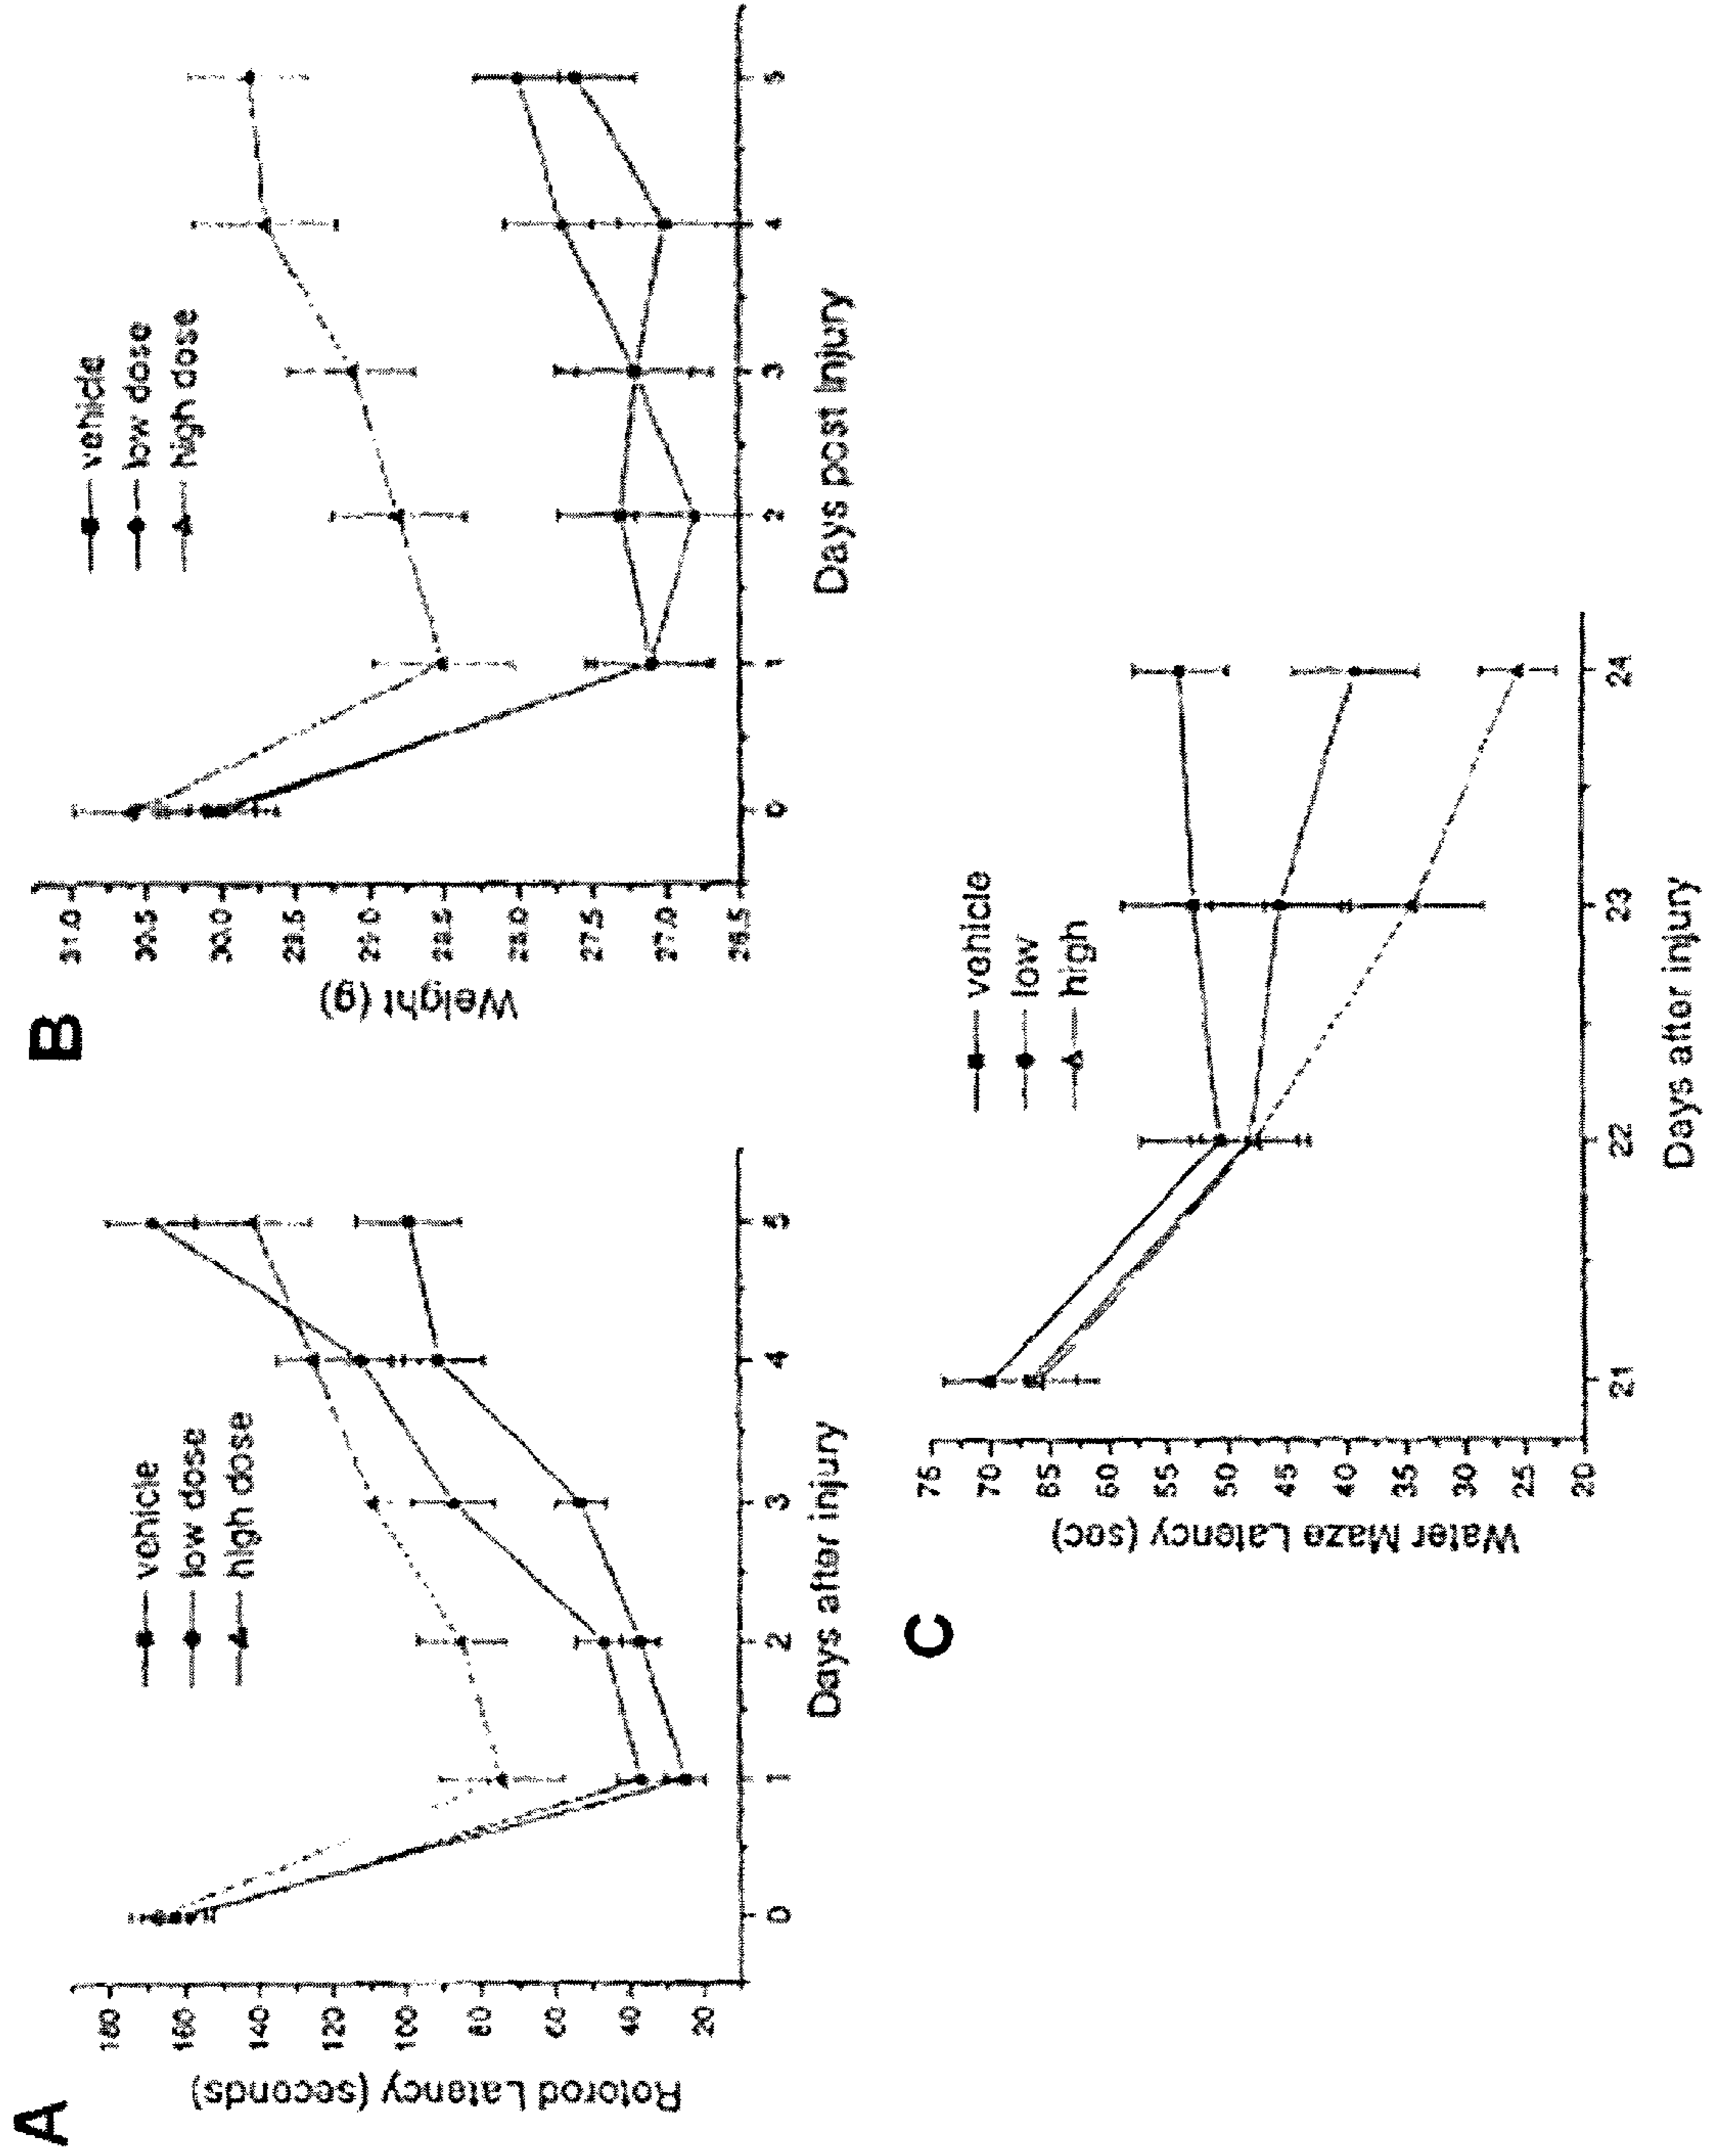 A
Rotorod Latency (seconds)
180
160
140
120
100
80
60
40
20
vehicle
low dose
high dose
0
1
2
3
4
5
Days after injury
B
Weight (g)
31.0
30.5
30.0
29.5
29.0
28.5
28.0
27.5
27.0
26.5
vehicle
low dose
high dose
0
1
2
3
4
5
Days post Injury
C
Water Maze Latency (sec)
75
70
65
60
55
50
45
40
35
30
25
20
vehicle
low
high
21
22
23
24
Days after injury